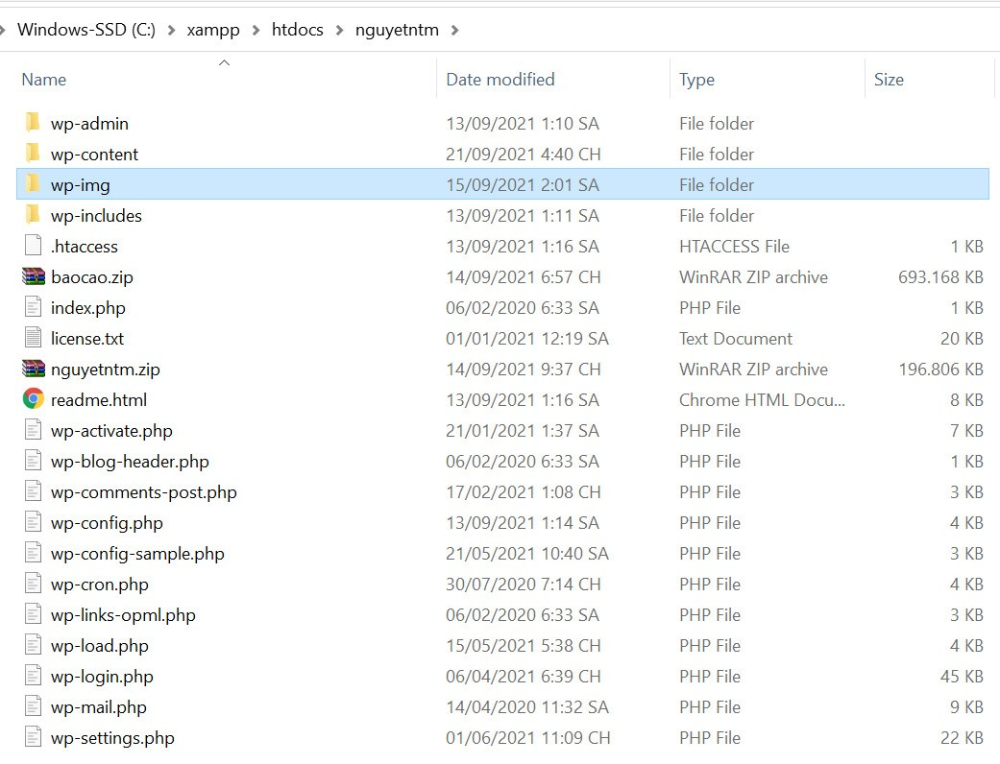 Windows-SSD (C:) > xampp > htdocs > nguyetntm >
Name Date modified Type Size
wp-admin 13/09/2021 1:10 SA File folder
wp-content 21/09/2021 4:40 CH File folder
wp-img 15/09/2021 2:01 SA File folder
wp-includes 13/09/2021 1:11 SA File folder
.htaccess 13/09/2021 1:16 SA HTACCESS File 1 KB
baocao.zip 14/09/2021 6:57 CH WinRAR ZIP archive 693.168 KB
index.php 06/02/2020 6:33 SA PHP File 1 KB
license.txt 01/01/2021 12:19 SA Text Document 20 KB
nguyetntm.zip 14/09/2021 9:37 CH WinRAR ZIP archive 196.806 KB
readme.html 13/09/2021 1:16 SA Chrome HTML Docu... 8 KB
wp-activate.php 21/01/2021 1:37 SA PHP File 7 KB
wp-blog-header.php 06/02/2020 6:33 SA PHP File 1 KB
wp-comments-post.php 17/02/2021 1:08 CH PHP File 3 KB
wp-config.php 13/09/2021 1:14 SA PHP File 4 KB
wp-config-sample.php 21/05/2021 10:40 SA PHP File 3 KB
wp-cron.php 30/07/2020 7:14 CH PHP File 4 KB
wp-links-opml.php 06/02/2020 6:33 SA PHP File 3 KB
wp-load.php 15/05/2021 5:38 CH PHP File 4 KB
wp-login.php 06/04/2021 6:39 CH PHP File 45 KB
wp-mail.php 14/04/2020 11:32 SA PHP File 9 KB
wp-settings.php 01/06/2021 11:09 CH PHP File 22 KB